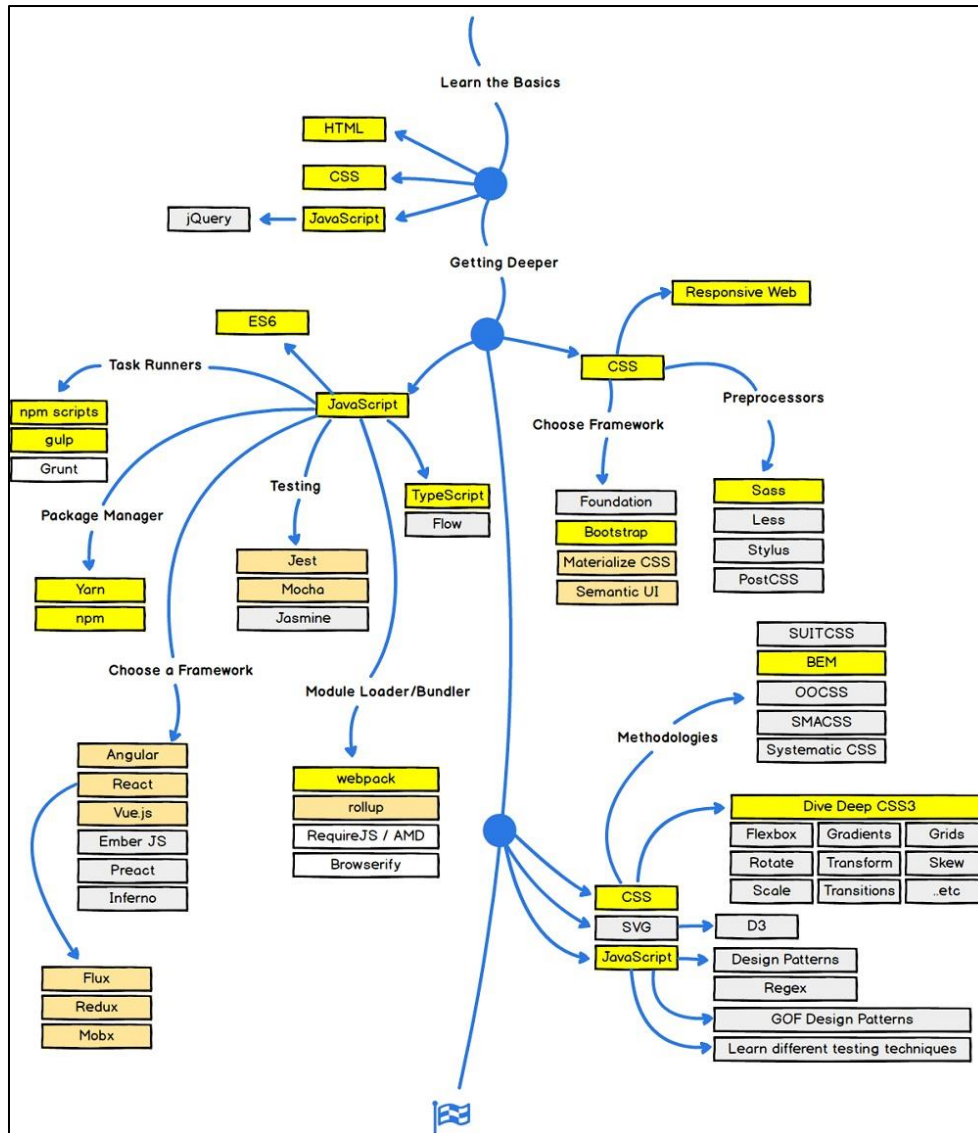 Learn the Basics
HTML
CSS
jQuery
JavaScript
Getting Deeper
Responsive Web
ES6
Task Runners
CSS
npm scripts
gulp
Grunt
JavaScript
Preprocessors
Choose Framework
Testing
TypeScript
Flow
Package Manager
Foundation
Bootstrap
Materialize CSS
Semantic UI
Sass
Less
Stylus
PostCSS
Jest
Mocha
Jasmine
Yarn
npm
SUITCSS
BEM
OOCSS
SMACSS
Systematic CSS
Choose a Framework
Module Loader/Bundler
Methodologies
Angular
React
Vue.js
Ember JS
Preact
Inferno
webpack
rollup
RequireJS / AMD
Browserify
Dive Deep CSS3
Flexbox Gradients Grids
Rotate Transform Skew
Scale Transitions ..etc
CSS
SVG
D3
JavaScript
Design Patterns
Regex
GOF Design Patterns
Learn different testing techniques
Flux
Redux
Mobx